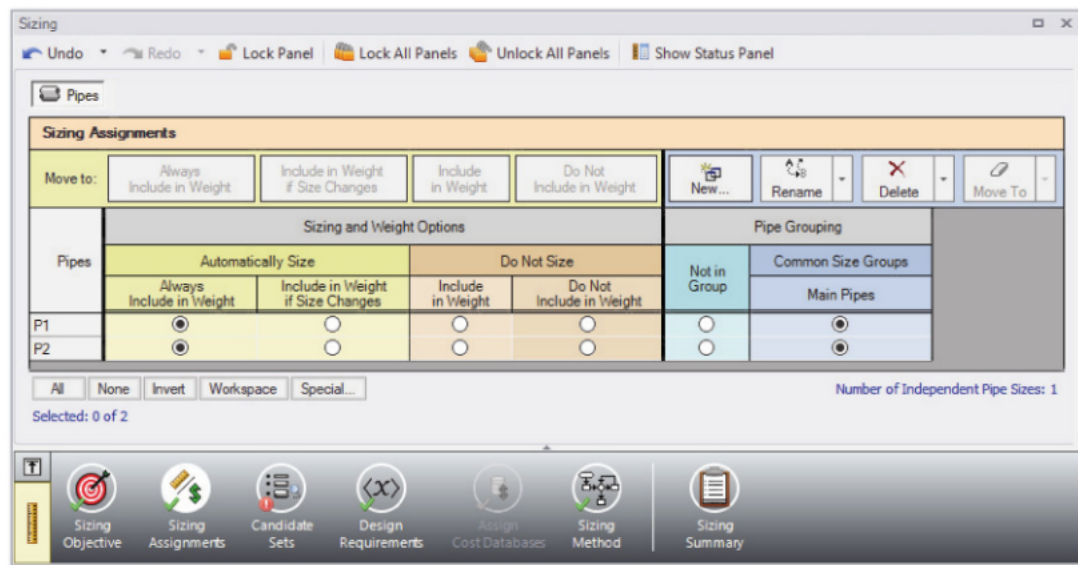 Sizing
Undo Redo Lock Panel Lock All Panels Unlock All Panels Show Status Panel
Pipes
Sizing Assignments
Move to:
Always
Include in Weight
Include in Weight
if Size Changes
Include
in Weight
Do Not
Include in Weight
New...
Rename
Delete
Move To
Pipes
Sizing and Weight Options
Pipe Grouping
Automatically Size
Do Not Size
Not in
Group
Common Size Groups
Always
Include in Weight
Include in Weight
if Size Changes
Include
in Weight
Do Not
Include in Weight
Main Pipes
P1
P2
All None Invert Workspace Special...
Number of Independent Pipe Sizes: 1
Selected: 0 of 2
Sizing
Objective
Sizing
Assignments
Candidate
Sets
Design
Requirements
Assign
Cost Databases
Sizing
Method
Sizing
Summary